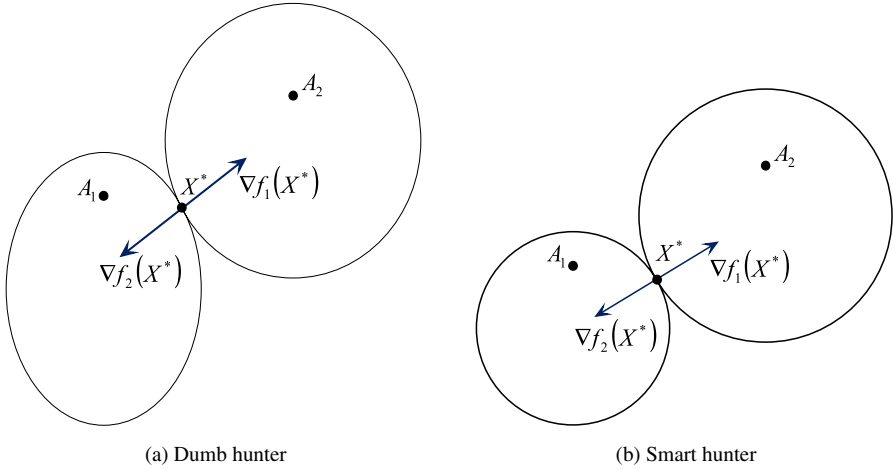 A₂
X*
∇f₁(X*)
A₁
∇f₂(X*)
(a) Dumb hunter
A₂
X*
A₁
∇f₁(X*)
∇f₂(X*)
(b) Smart hunter